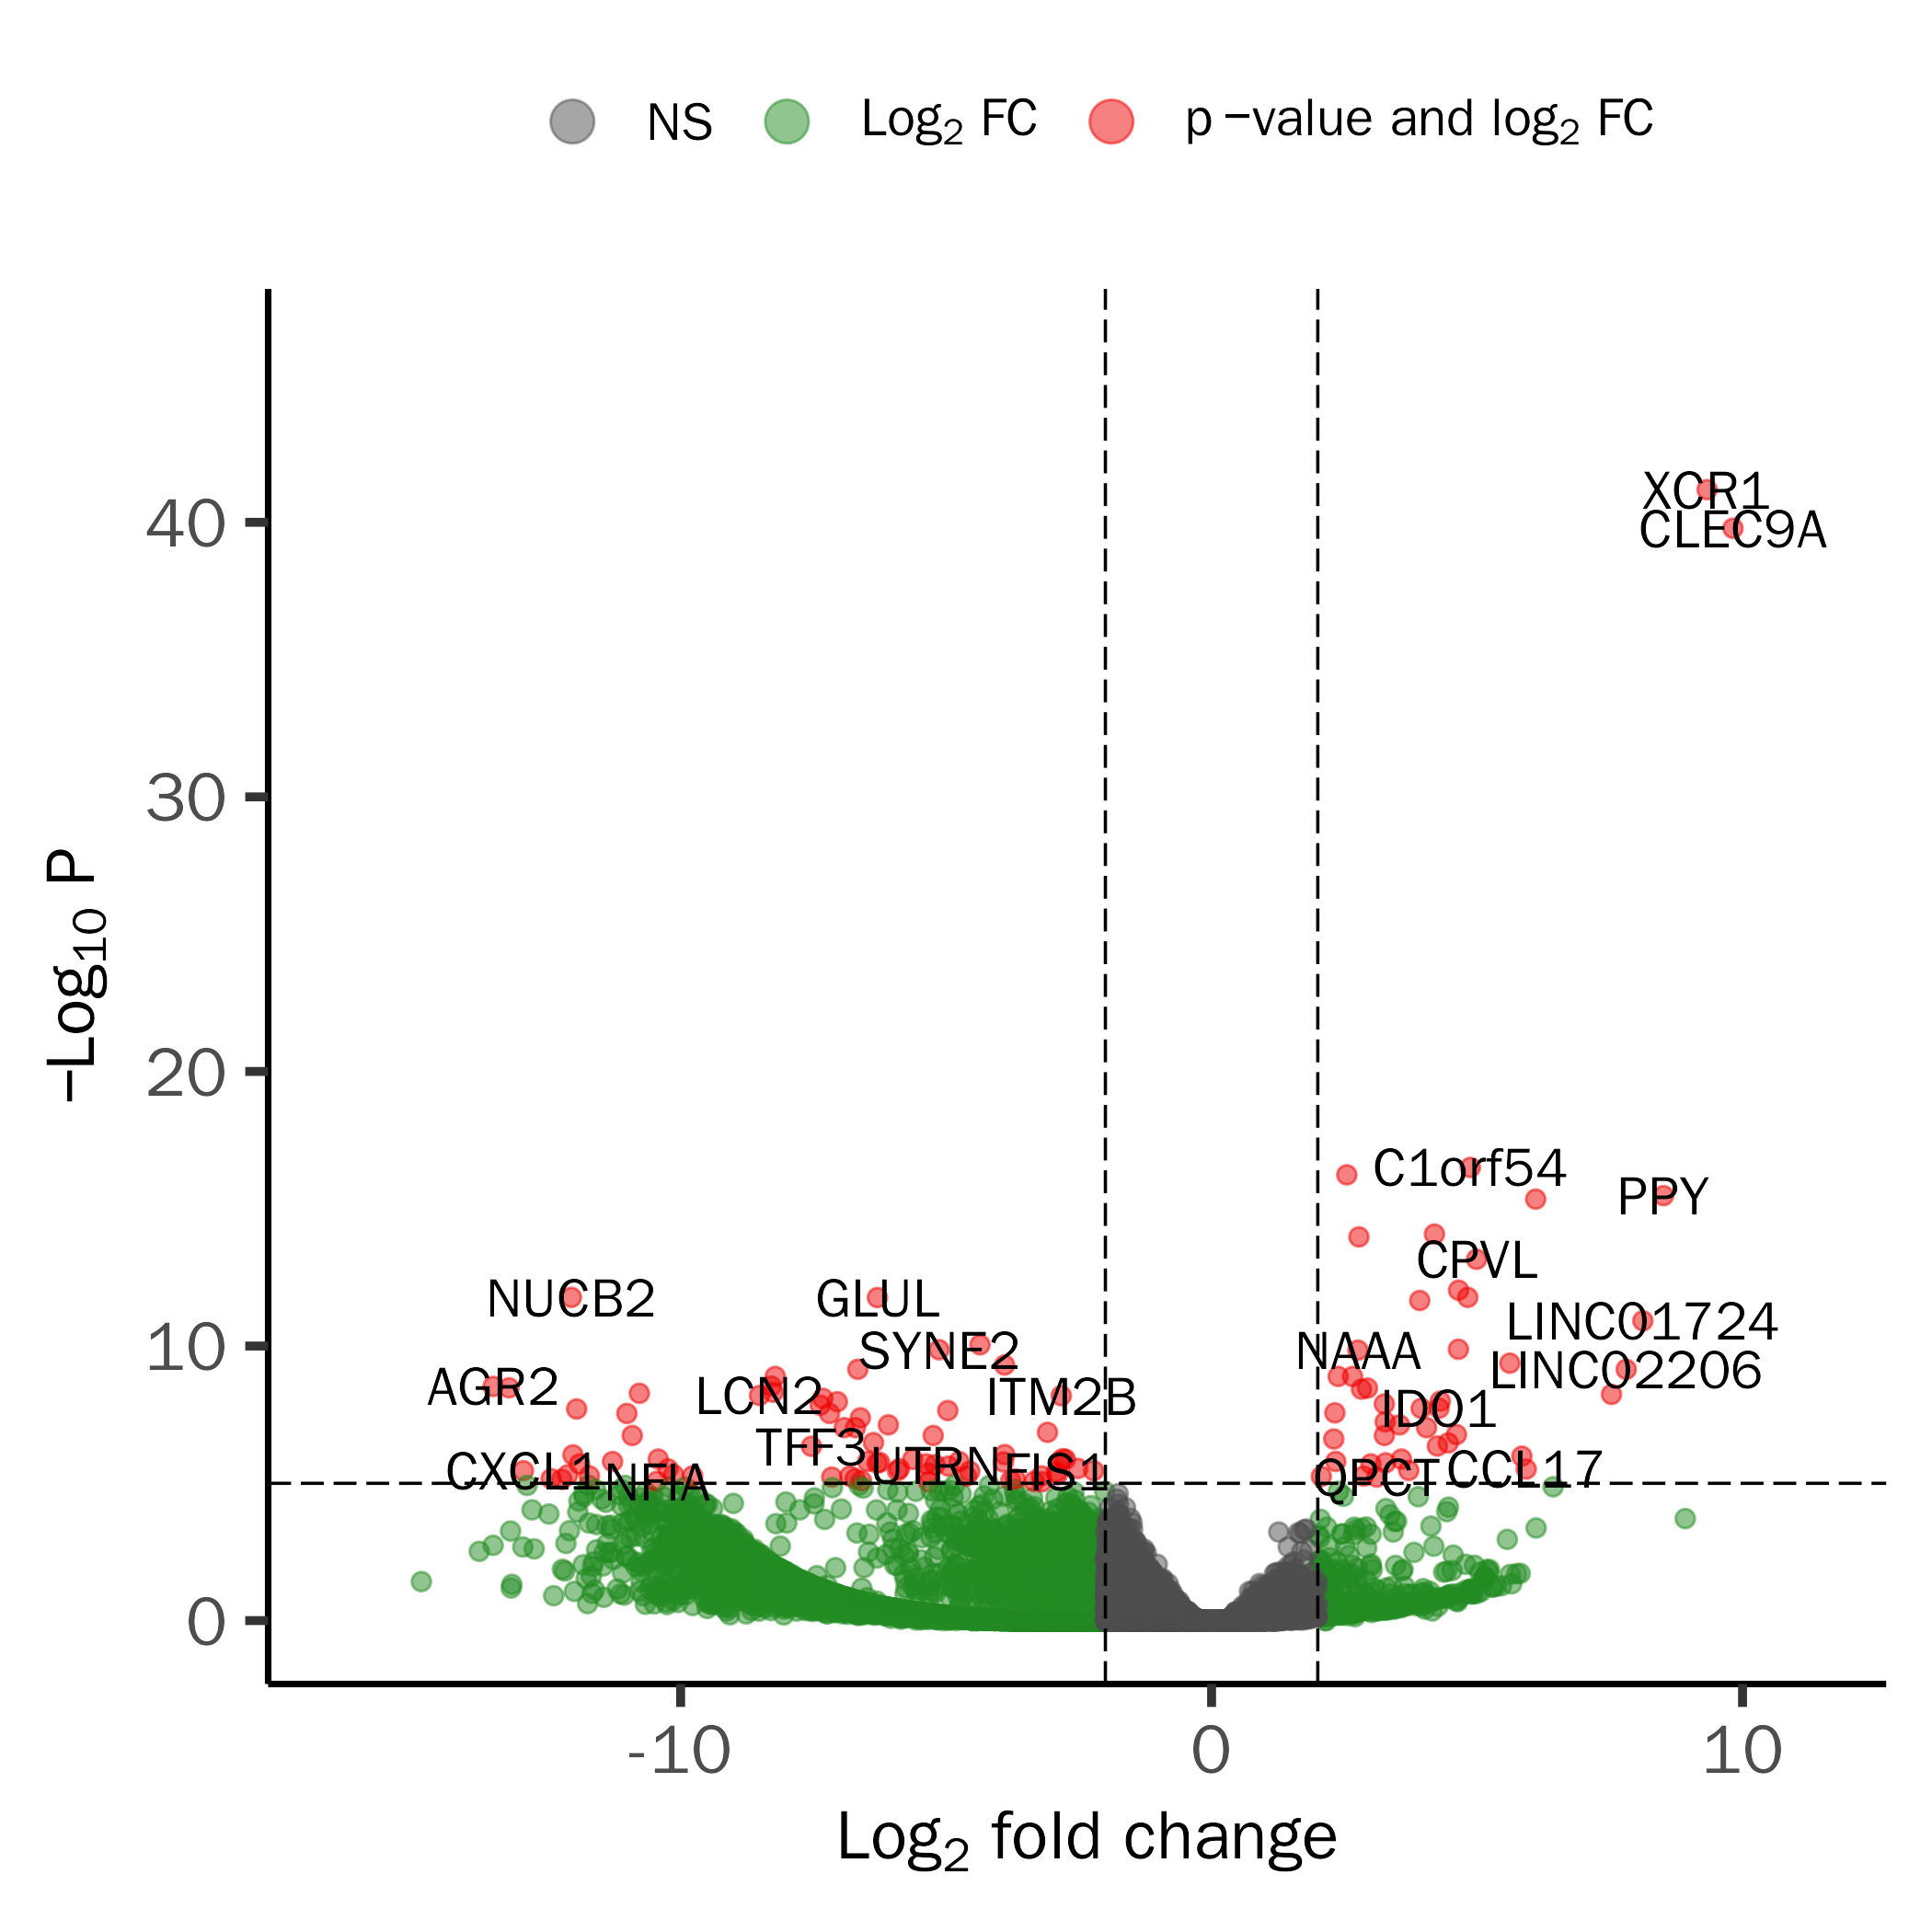 NS Log₂ FC p −value and log₂ FC
XCR1
CLEC9A
C1orf54
PPY
CPVL
NUCB2 GLUL
LINC01724
SYNE2 NAAA
LINC02206
AGR2 LCN2 ITM2B
IDO1
TFF3
CXCL1 UTRN FIS1 CCL17
NFIA QPCT
40
30
20
10
0
−Log₁₀ P
-10 0 10
Log₂ fold change